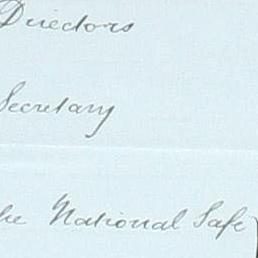 Directors
Secretary
the National Safe